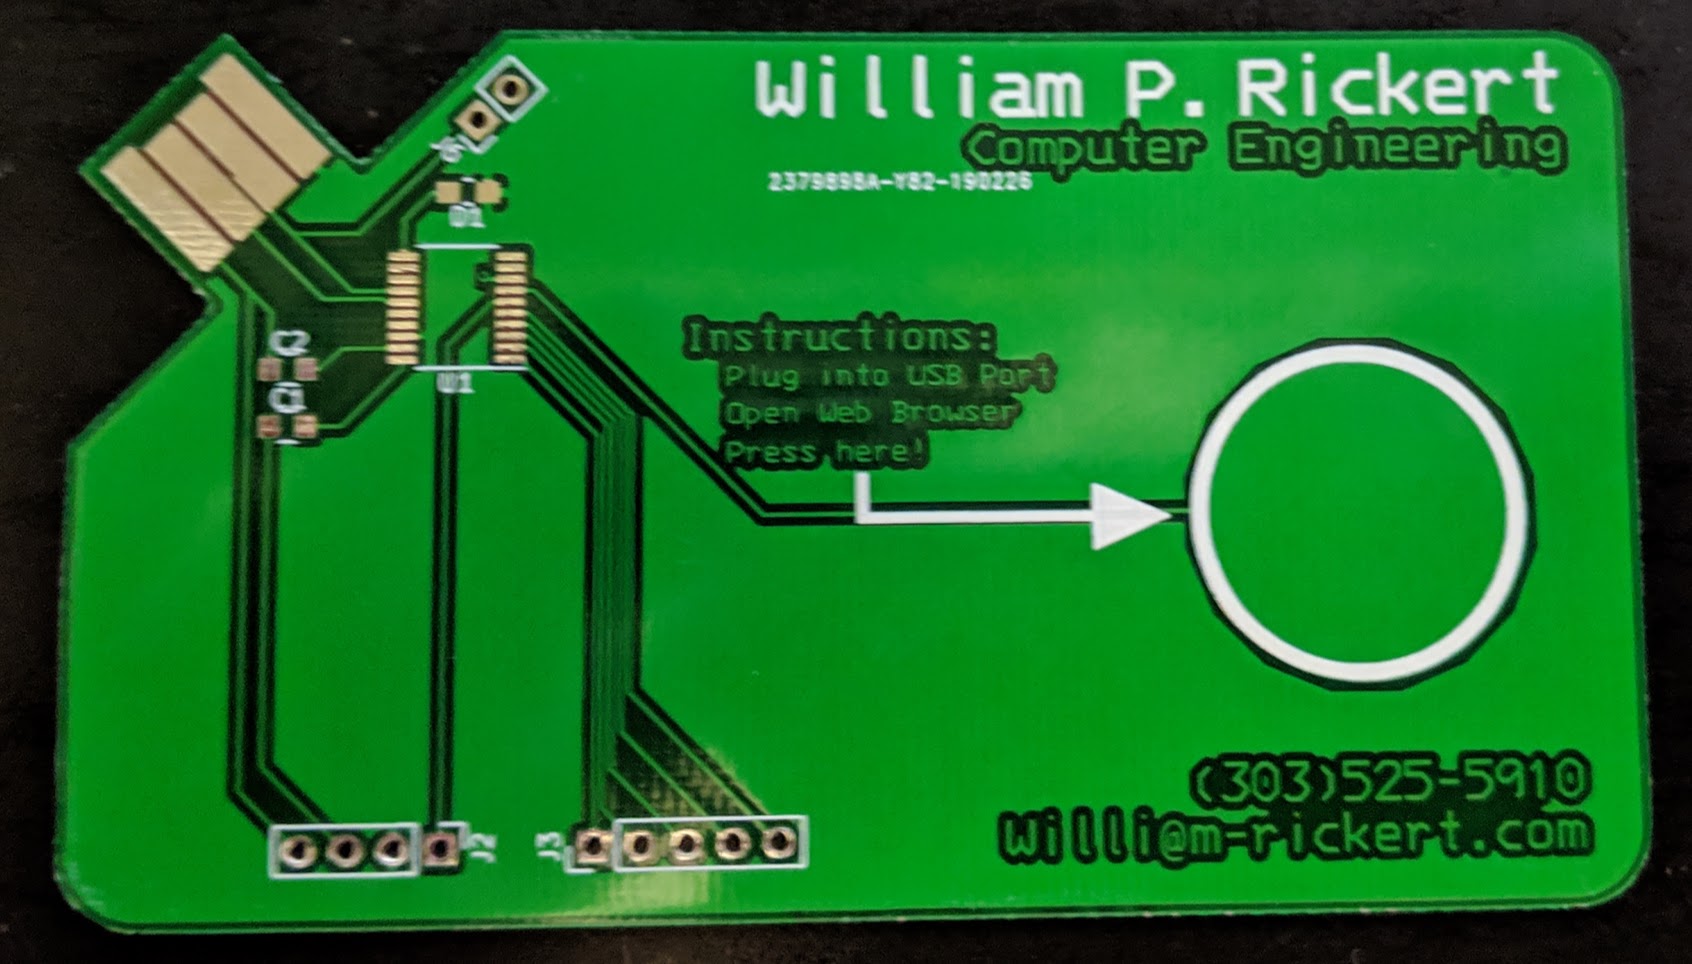 William P. Rickert
Computer Engineering
2379898A-Y82-190226
D1
Instructions:
Plug into USB Port
Open Web Browser
Press here!
C2
U1
C1
(303)525-5910
Willi@m-rickert.com
J2
J3